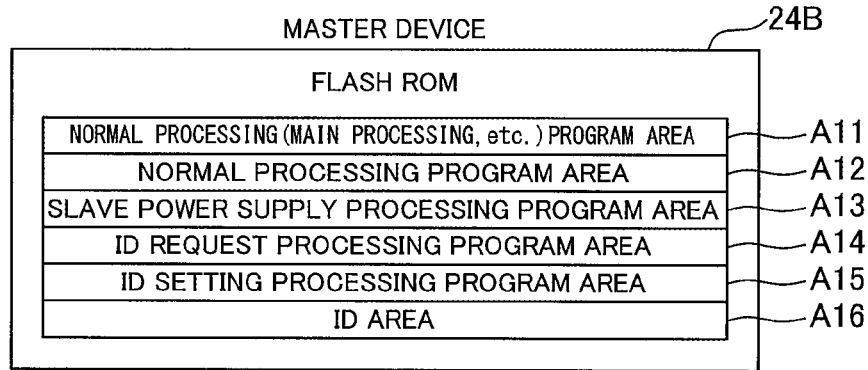 MASTER DEVICE 24B
FLASH ROM
NORMAL PROCESSING(MAIN PROCESSING, etc.)PROGRAM AREA A11
NORMAL PROCESSING PROGRAM AREA A12
SLAVE POWER SUPPLY PROCESSING PROGRAM AREA A13
ID REQUEST PROCESSING PROGRAM AREA A14
ID SETTING PROCESSING PROGRAM AREA A15
ID AREA A16